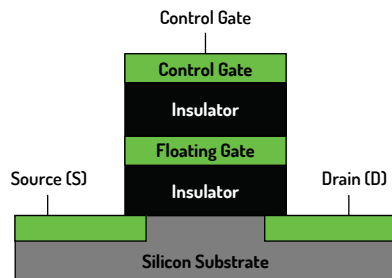 Control Gate
Control Gate
Insulator
Floating Gate
Source (S)
Insulator
Drain (D)
Silicon Substrate